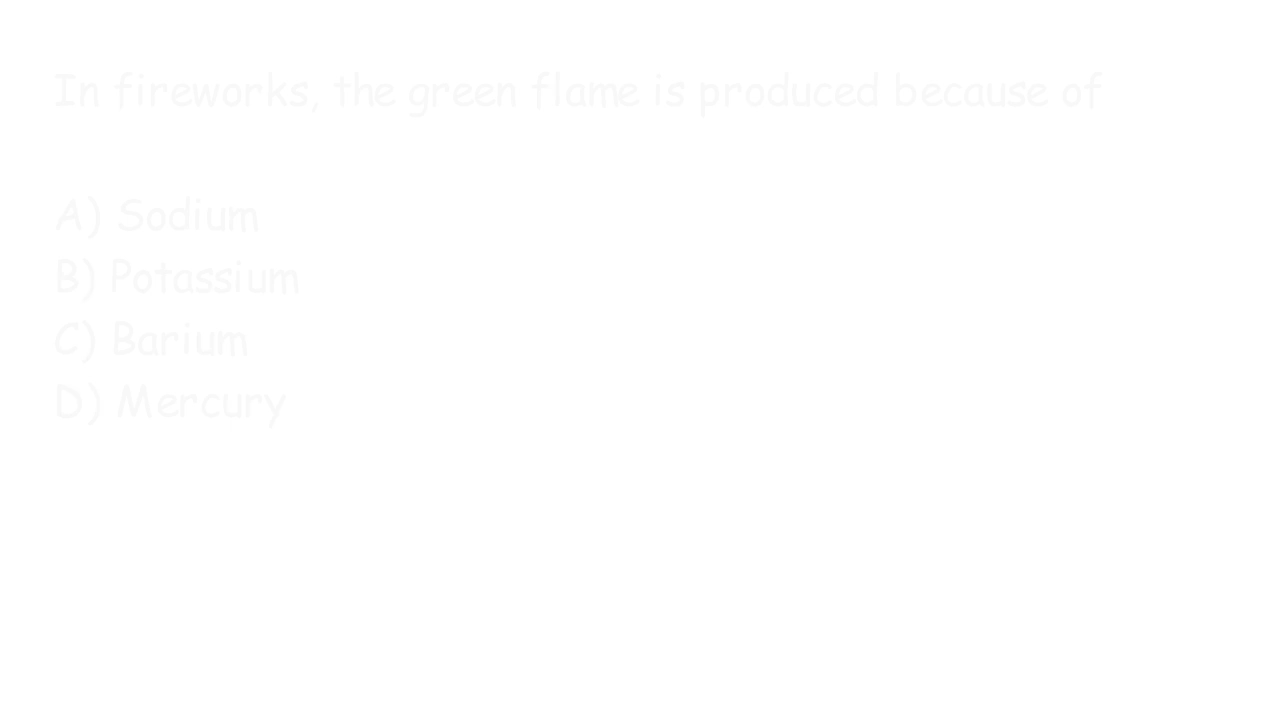 In fireworks, the green flame is produced because of
A) Sodium
B) Potassium
C) Barium
D) Mercury